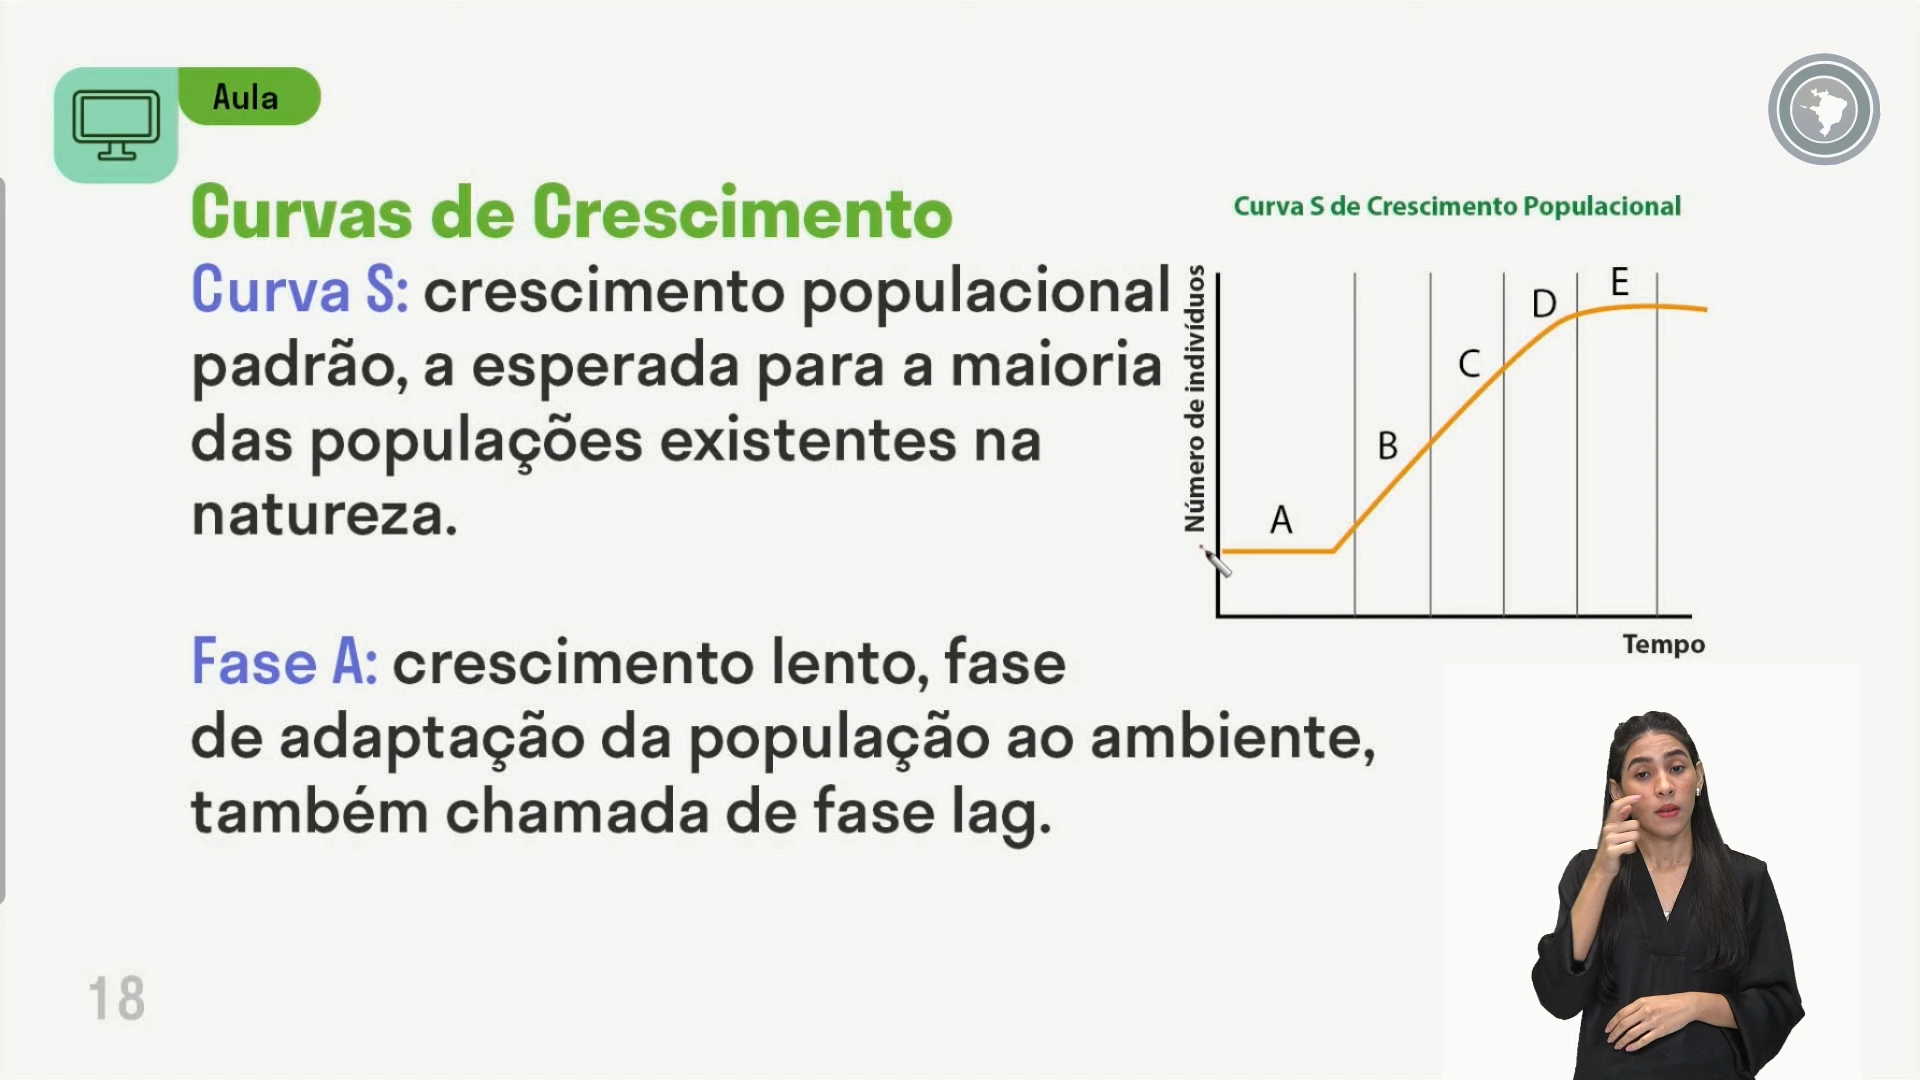 Aula
Curvas de Crescimento
Curva S: crescimento populacional
padrão, a esperada para a maioria
das populações existentes na
natureza.
Fase A: crescimento lento, fase
de adaptação da população ao ambiente,
também chamada de fase lag.
Curva S de Crescimento Populacional
Número de indivíduos
A
B
C
D
E
Tempo
18